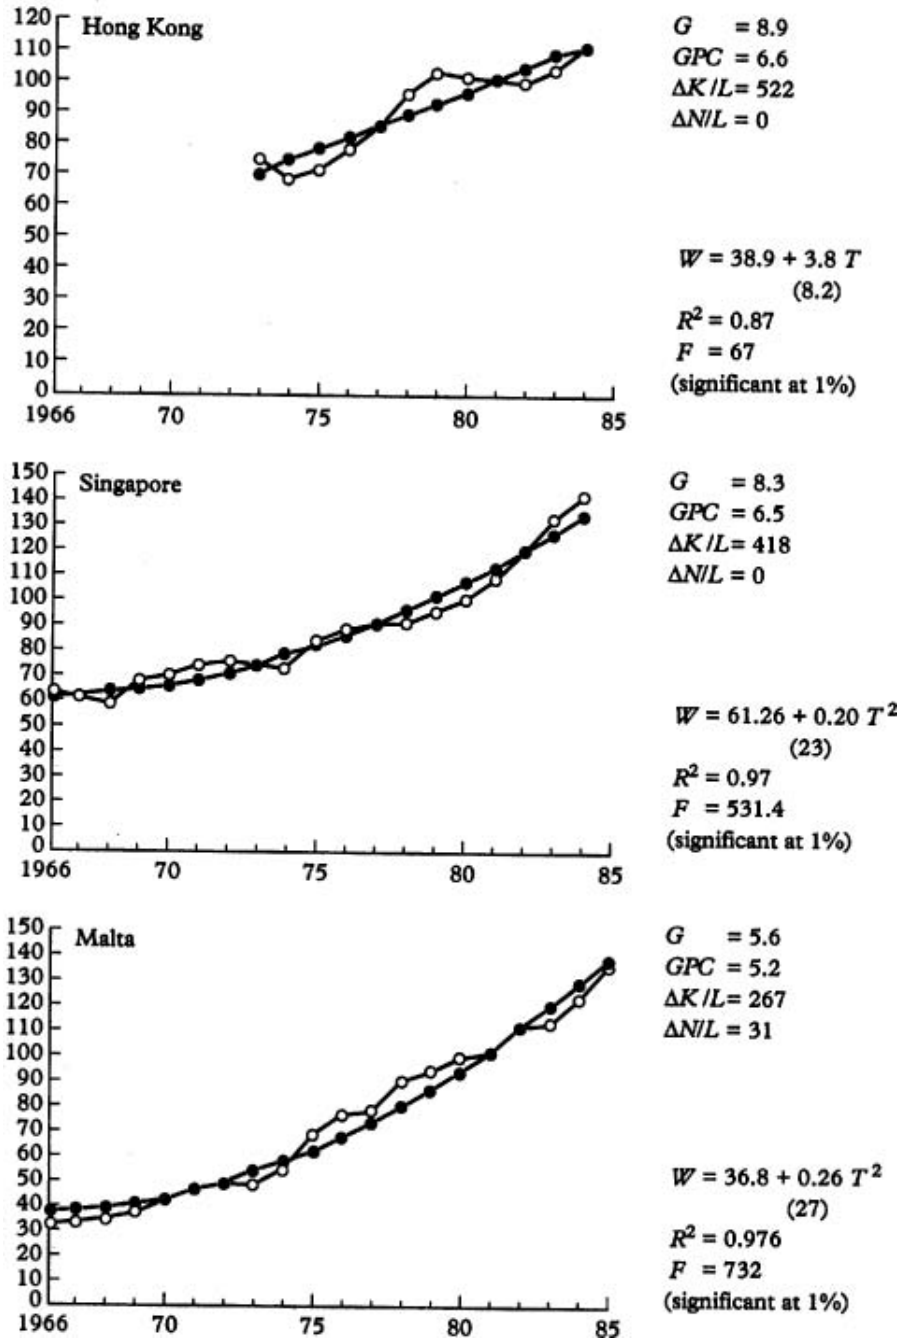 120
110
100
90
80
70
60
50
40
30
20
10
0
Hong Kong
1966 70 75 80 85
G = 8.9
GPC = 6.6
ΔK/L = 522
ΔN/L = 0
W = 38.9 + 3.8 T
(8.2)
R² = 0.87
F = 67
(significant at 1%)
150
140
130
120
110
100
90
80
70
60
50
40
30
20
10
0
Singapore
1966 70 75 80 85
G = 8.3
GPC = 6.5
ΔK/L = 418
ΔN/L = 0
W = 61.26 + 0.20 T²
(23)
R² = 0.97
F = 531.4
(significant at 1%)
150
140
130
120
110
100
90
80
70
60
50
40
30
20
10
0
Malta
1966 70 75 80 85
G = 5.6
GPC = 5.2
ΔK/L = 267
ΔN/L = 31
W = 36.8 + 0.26 T²
(27)
R² = 0.976
F = 732
(significant at 1%)